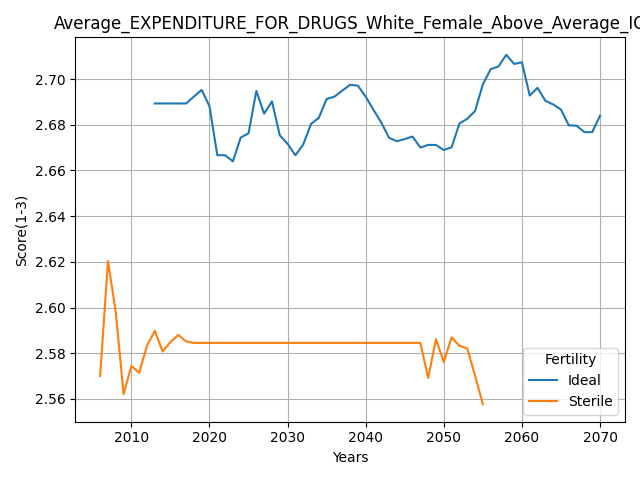 Average_EXPENDITURE_FOR_DRUGS_White_Female_Above_Average_IQ
Score(1-3)
2.70
2.68
2.66
2.64
2.62
2.60
2.58
2.56
Fertility
Ideal
Sterile
2010 2020 2030 2040 2050 2060 2070
Years